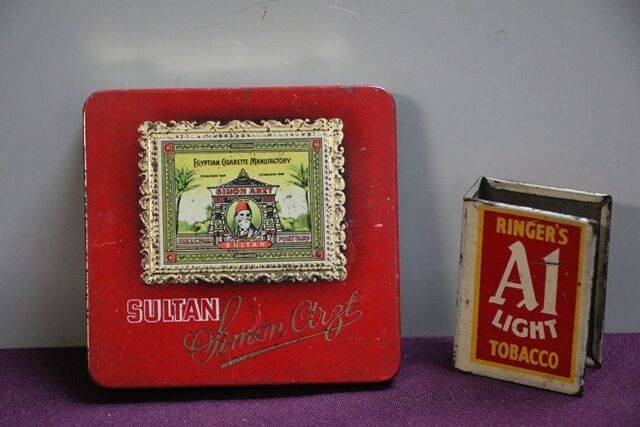 EGYPTIAN CIGARETTE MANUFACTORY
SIMON ARZT
SULTAN
SULTAN
Simon Arzt
RINGER'S
A1
LIGHT
TOBACCO